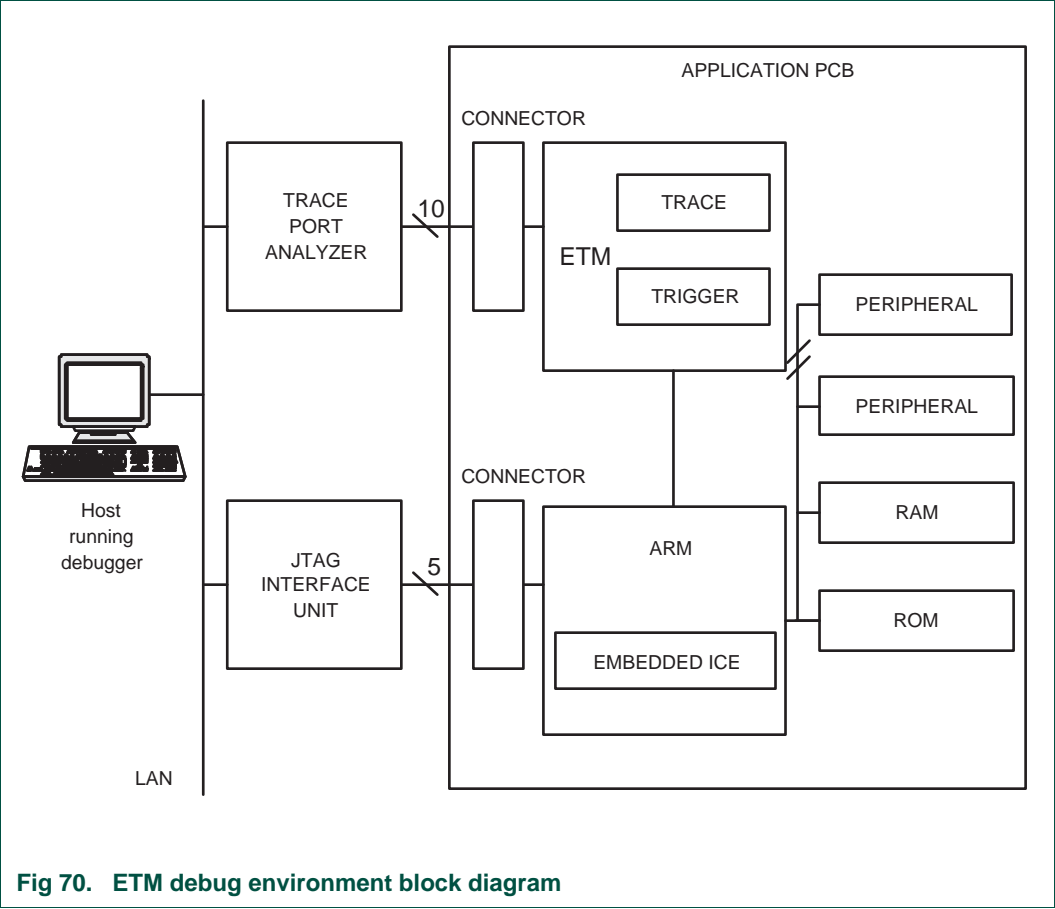 APPLICATION PCB
CONNECTOR
TRACE
PORT
ANALYZER
10
TRACE
ETM
TRIGGER
PERIPHERAL
PERIPHERAL
Host
running
debugger
CONNECTOR
JTAG
INTERFACE
UNIT
5
ARM
EMBEDDED ICE
RAM
ROM
LAN
Fig 70. ETM debug environment block diagram